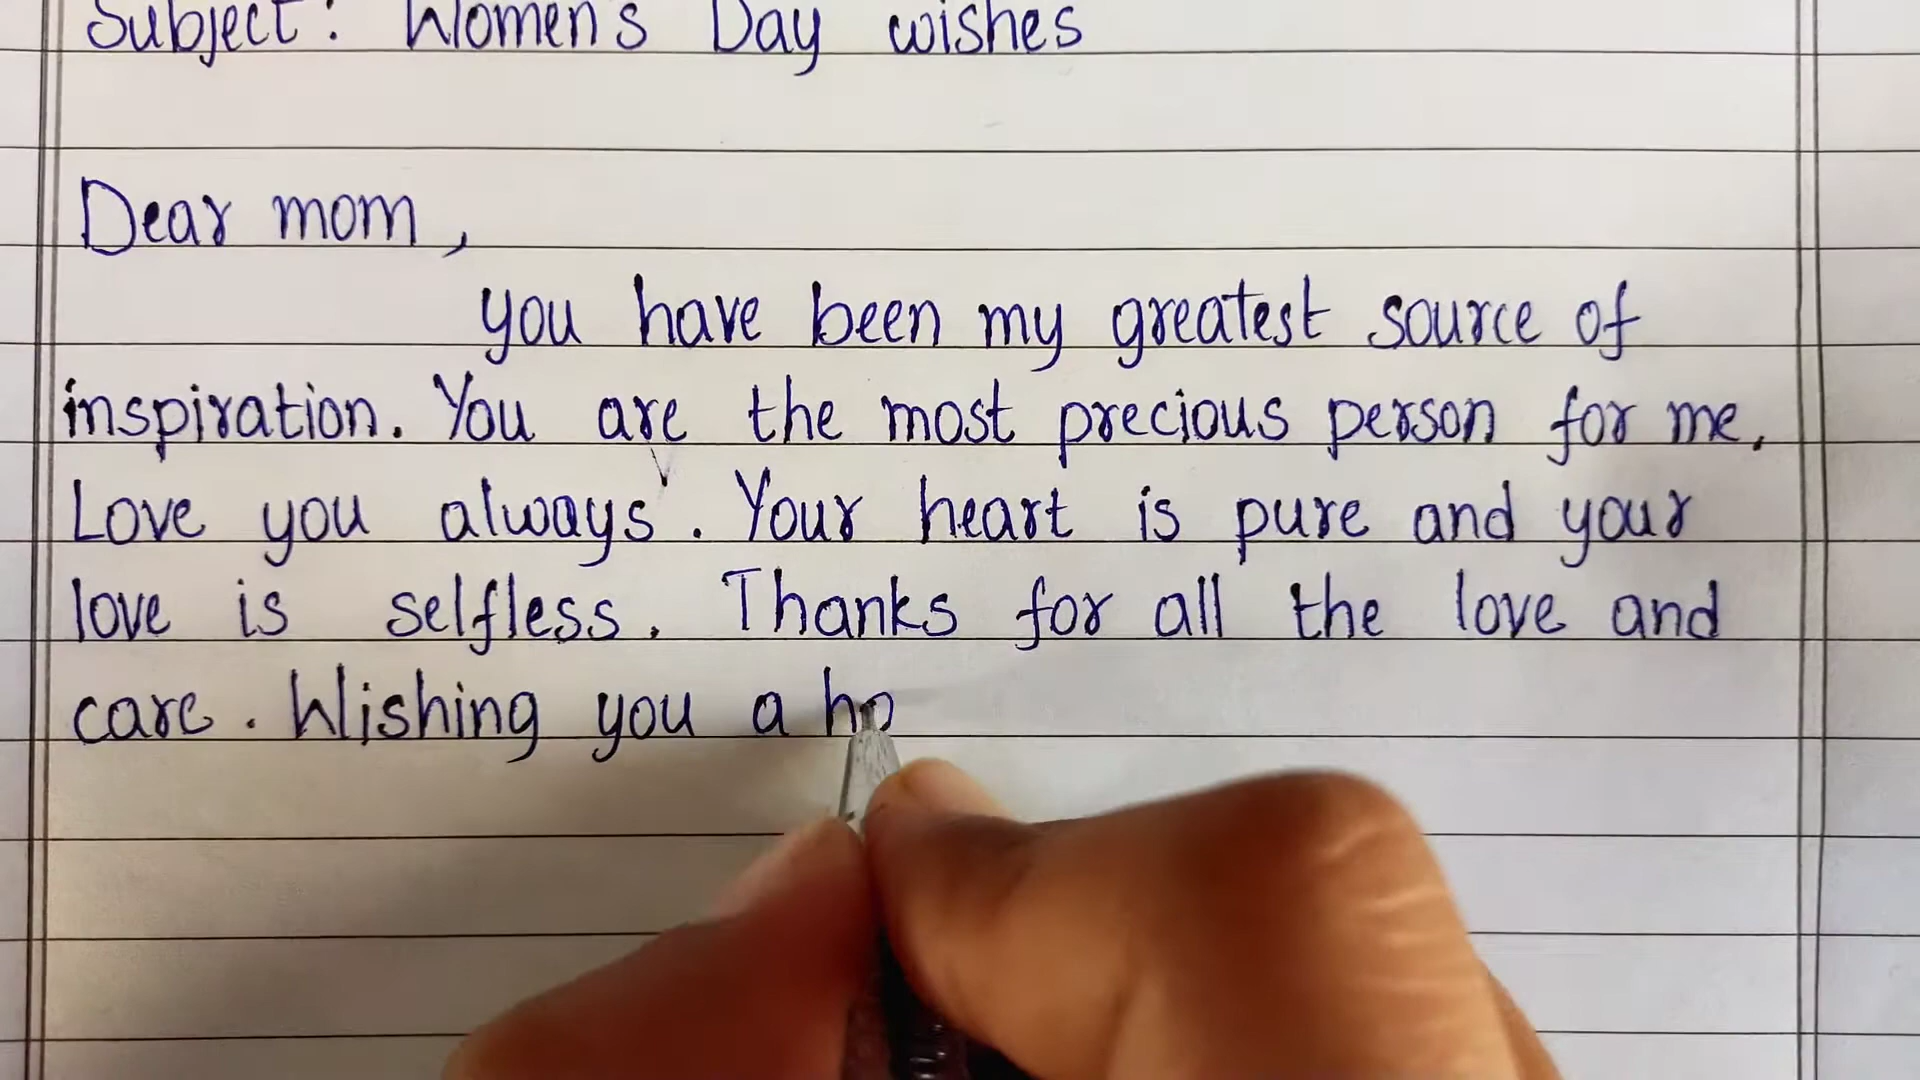 Subject: Women's Day wishes
Dear mom,
you have been my greatest source of
inspiration. You are the most precious person for me.
Love you always. Your heart is pure and your
love is selfless. Thanks for all the love and
care. Wishing you a